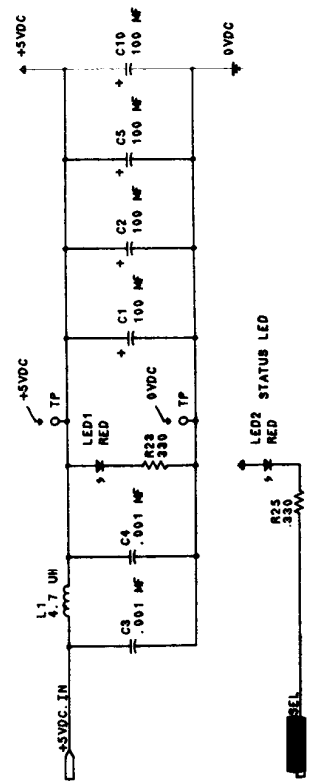 +5VDC.IN
L1
4.7 UH
C3
.001 MF
C4
.001 MF
+5VDC
TP
LED1
RED
R23
330
0VDC
TP
+
C1
100 MF
+
C2
100 MF
+
C5
100 MF
+
C10
100 MF
+5VDC
0VDC
SEL
R25
330
LED2 STATUS LED
RED